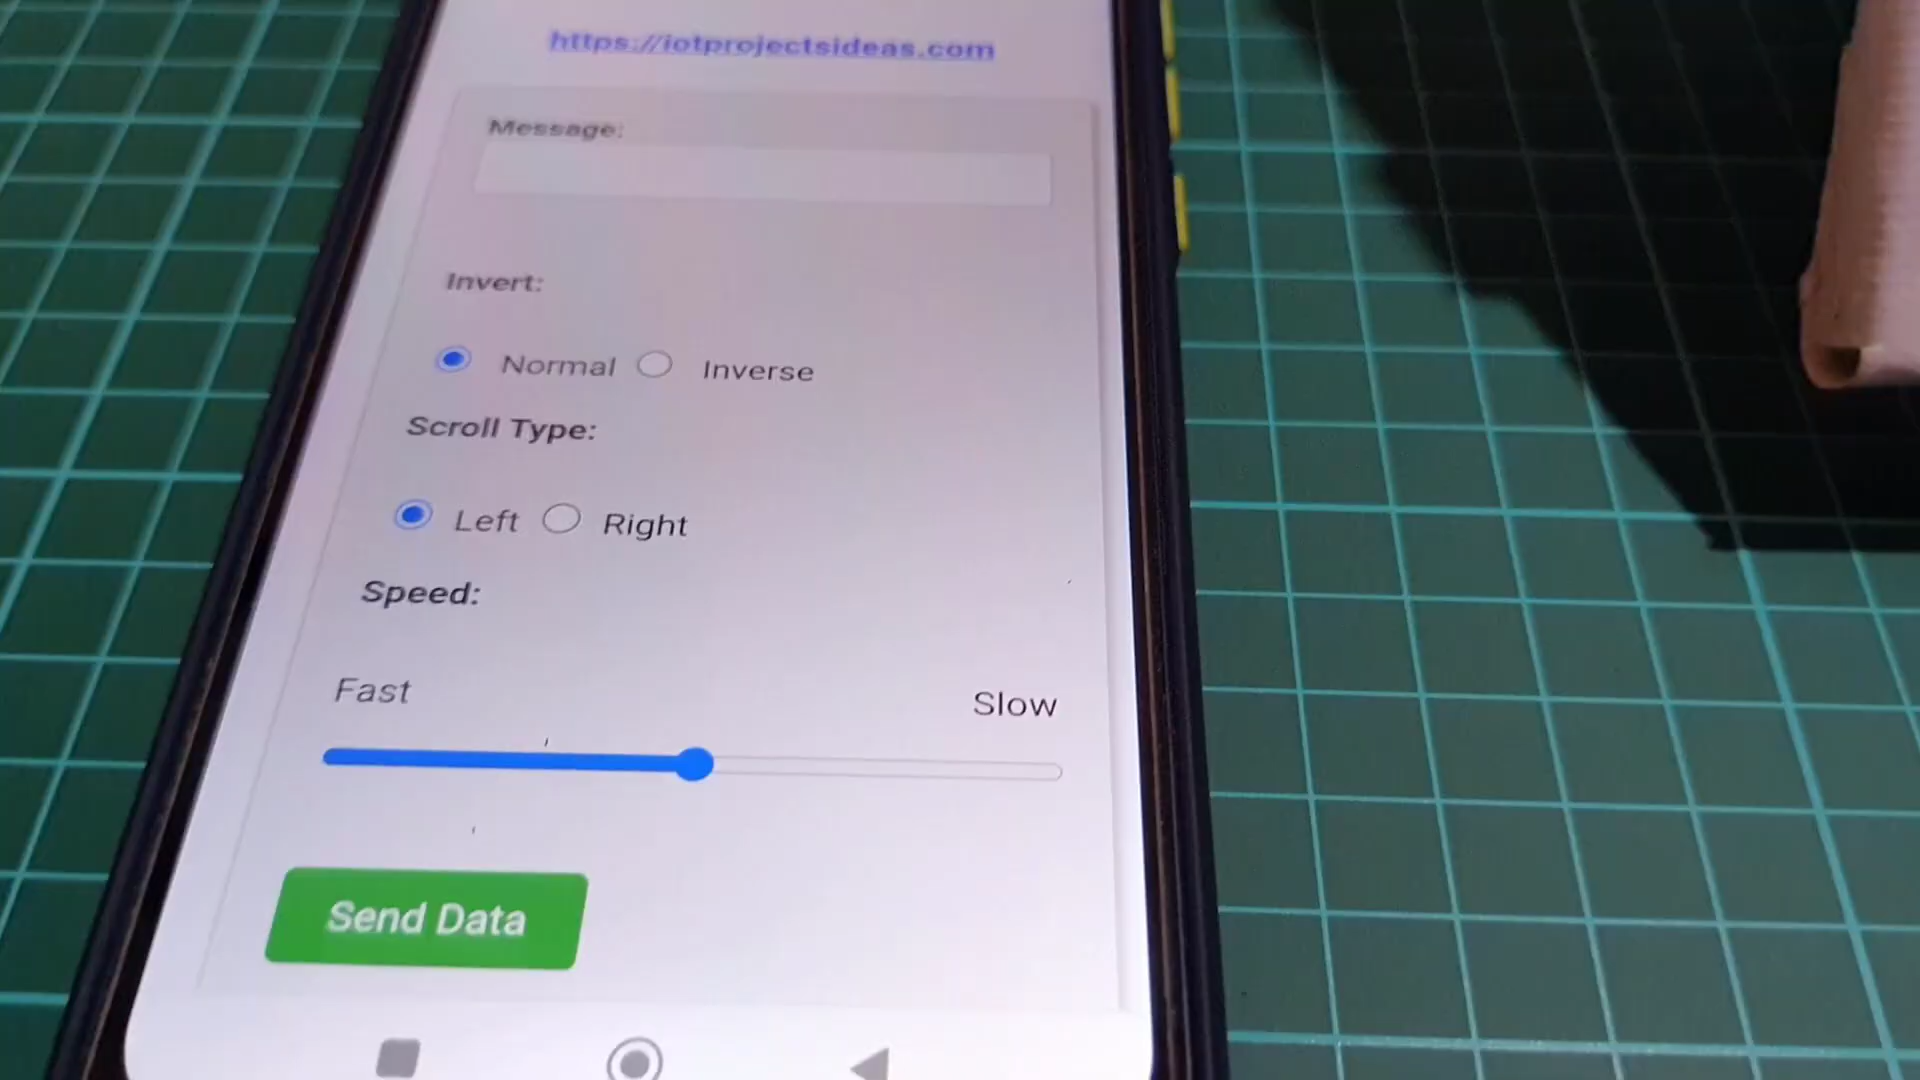 https://iotprojectsideas.com
Message:
Invert:
Normal Inverse
Scroll Type:
Left Right
Speed:
Fast Slow
Send Data